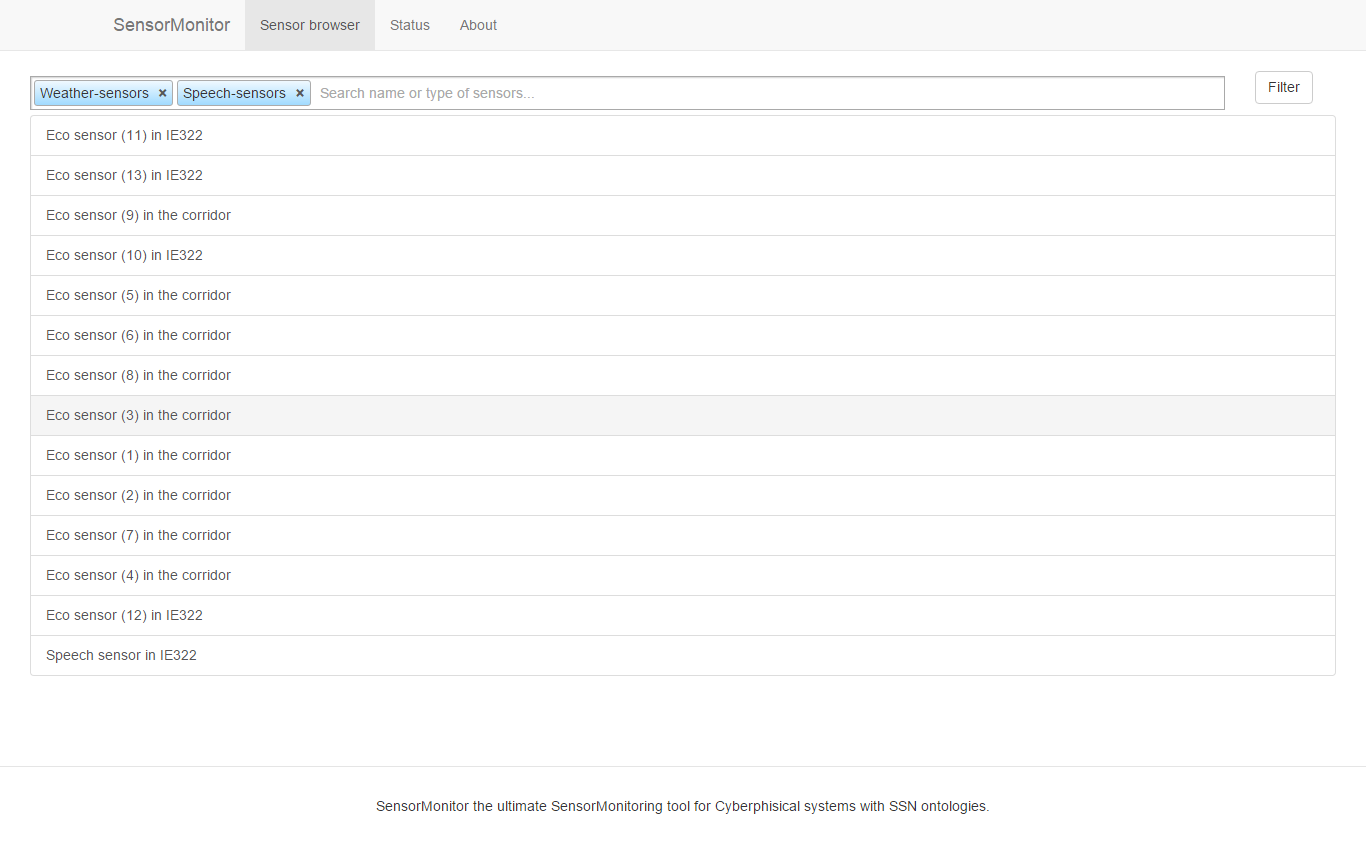 SensorMonitor Sensor browser Status About
Weather-sensors × Speech-sensors × Search name or type of sensors... Filter
Eco sensor (11) in IE322
Eco sensor (13) in IE322
Eco sensor (9) in the corridor
Eco sensor (10) in IE322
Eco sensor (5) in the corridor
Eco sensor (6) in the corridor
Eco sensor (8) in the corridor
Eco sensor (3) in the corridor
Eco sensor (1) in the corridor
Eco sensor (2) in the corridor
Eco sensor (7) in the corridor
Eco sensor (4) in the corridor
Eco sensor (12) in IE322
Speech sensor in IE322
SensorMonitor the ultimate SensorMonitoring tool for Cyberphisical systems with SSN ontologies.